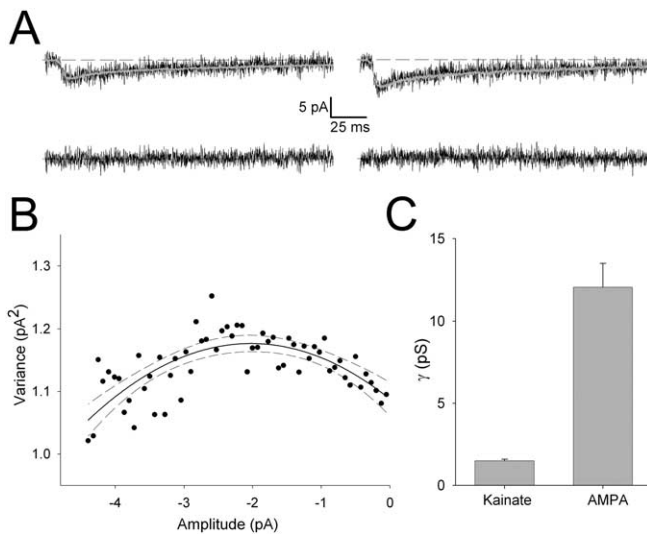 A
5 pA
25 ms
B
C
1.3
1.2
1.1
1.0
Variance (pA²)
-4
-3
-2
-1
0
Amplitude (pA)
15
10
5
0
γ (pS)
Kainate
AMPA